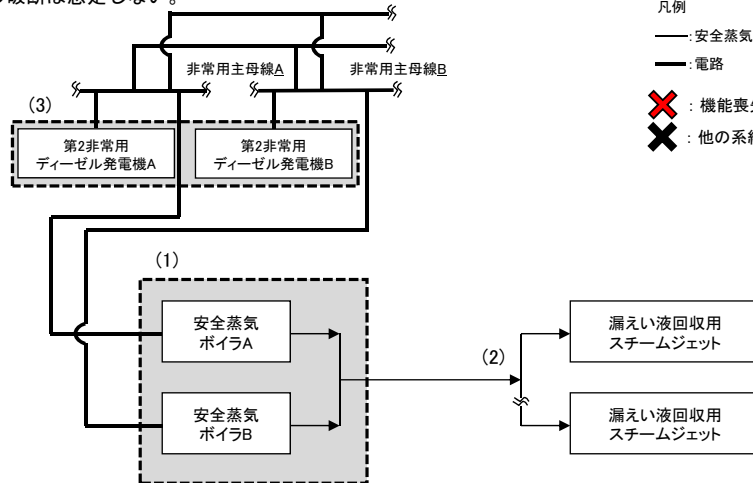 破断は想定しない。
凡例
:安全蒸気
:電路
: 機能喪失
: 他の系統
非常用主母線A
非常用主母線B
(3)
第2非常用
ディーゼル発電機A
第2非常用
ディーゼル発電機B
(1)
安全蒸気
ボイラA
安全蒸気
ボイラB
(2)
漏えい液回収用
スチームジェット
漏えい液回収用
スチームジェット